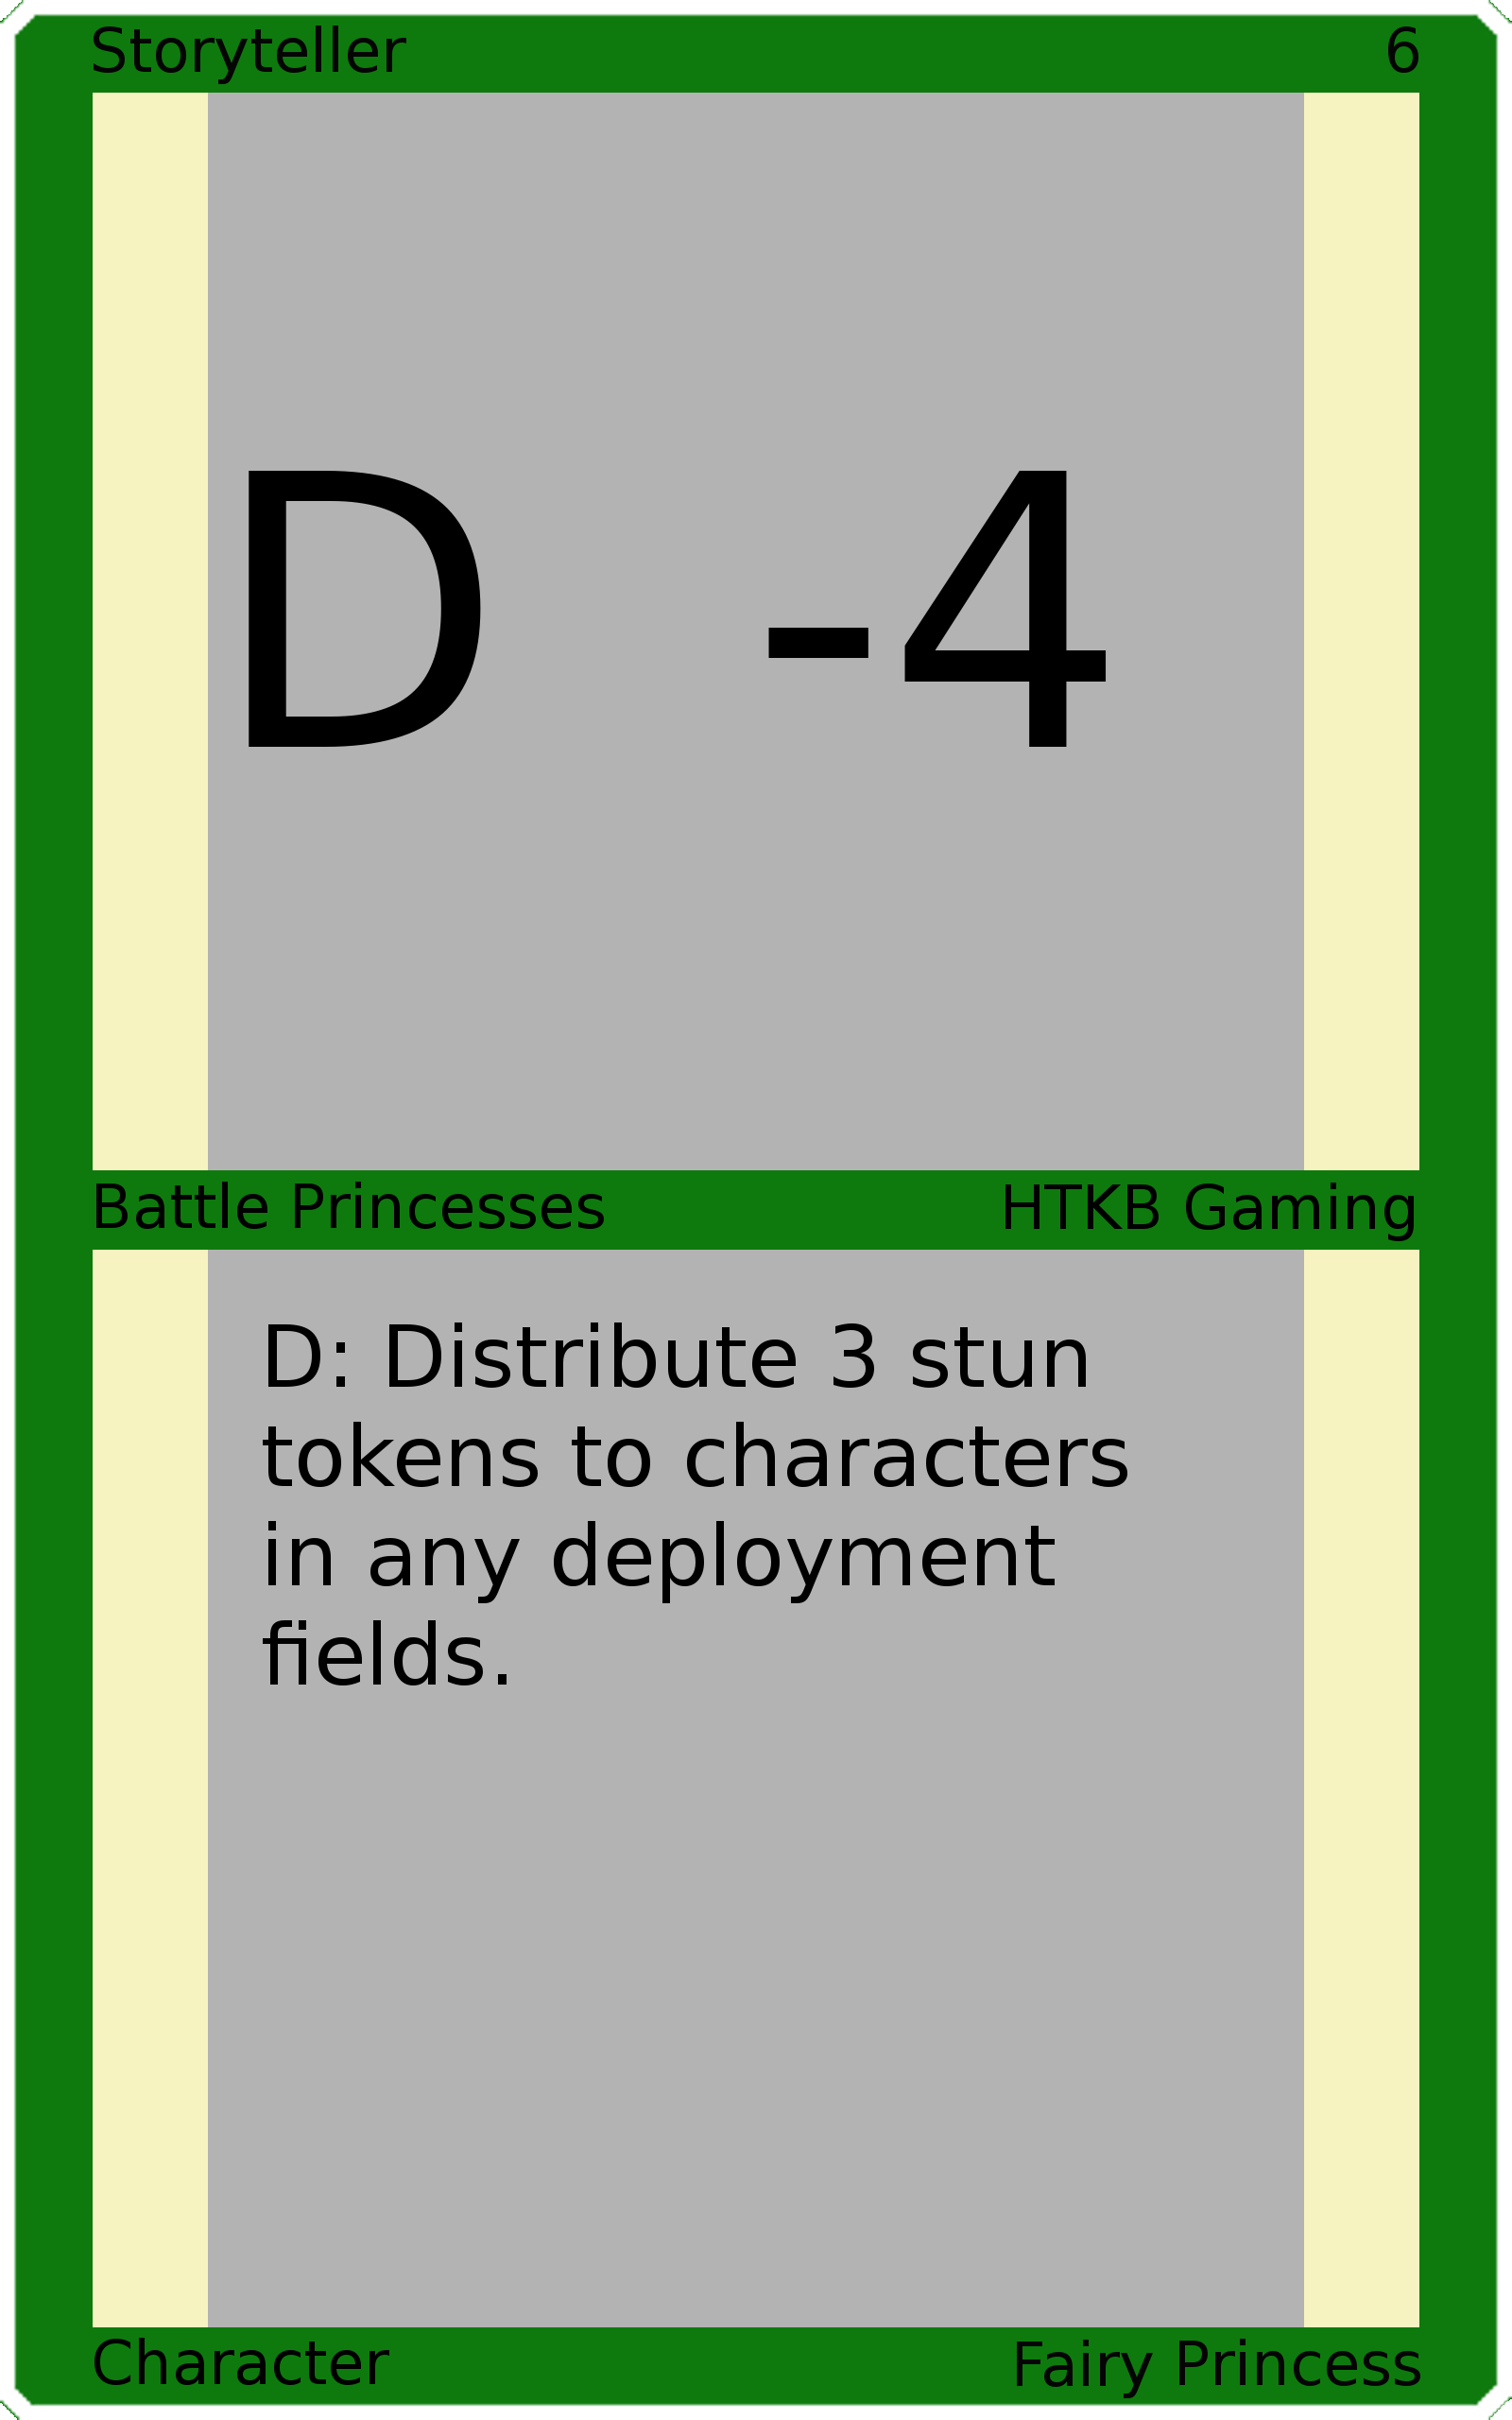 Storyteller 6
D -4
Battle Princesses HTKB Gaming
D: Distribute 3 stun
tokens to characters
in any deployment
fields.
Character Fairy Princess